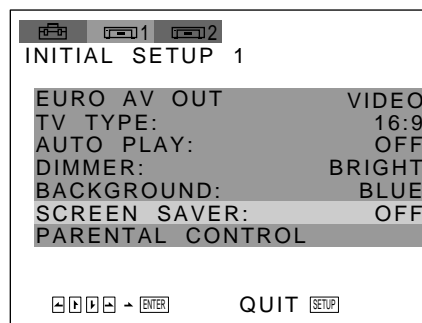 1 2
INITIAL SETUP 1
EURO AV OUT VIDEO
TV TYPE: 16:9
AUTO PLAY: OFF
DIMMER: BRIGHT
BACKGROUND: BLUE
SCREEN SAVER: OFF
PARENTAL CONTROL
ENTER QUIT SETUP